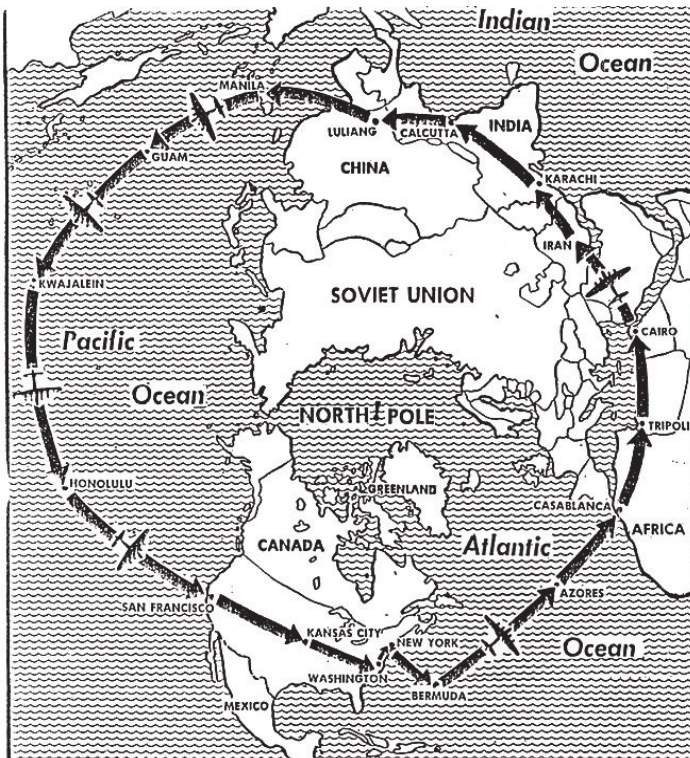 Indian
Ocean
MANILA
LULIANG
CALCUTTA
INDIA
GUAM
CHINA
KARACHI
IRAN
KWAJALEIN
SOVIET UNION
CAIRO
Pacific
Ocean
NORTH POLE
TRIPOLI
HONOLULU
GREENLAND
CASABLANCA
AFRICA
CANADA
Atlantic
AZORES
SAN FRANCISCO
KANSAS CITY
NEW YORK
Ocean
WASHINGTON
BERMUDA
MEXICO